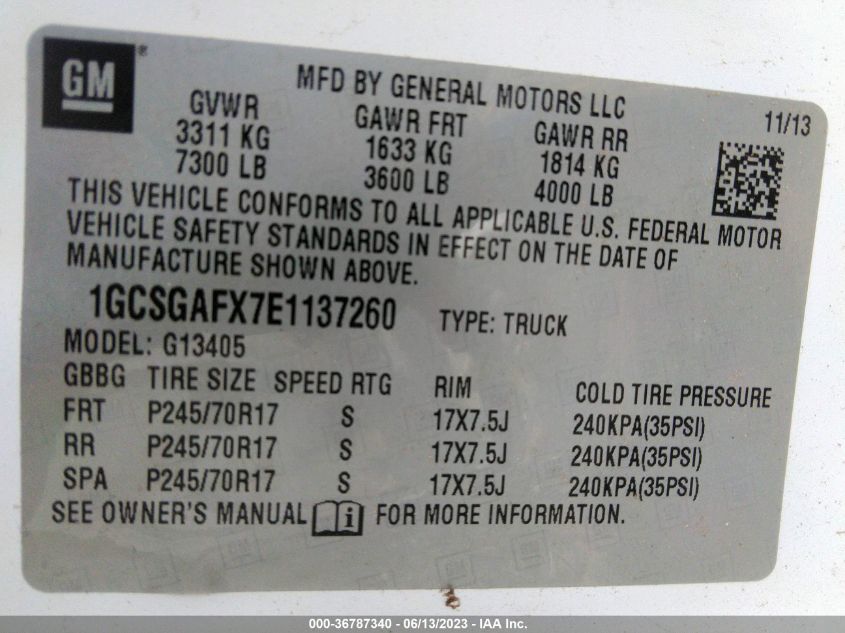 GM®
MFD BY GENERAL MOTORS LLC
11/13
GVWR GAWR FRT GAWR RR
3311 KG 1633 KG 1814 KG
7300 LB 3600 LB 4000 LB
THIS VEHICLE CONFORMS TO ALL APPLICABLE U.S. FEDERAL MOTOR
VEHICLE SAFETY STANDARDS IN EFFECT ON THE DATE OF
MANUFACTURE SHOWN ABOVE.
1GCSGAFX7E1137260 TYPE: TRUCK
MODEL: G13405
GBBG TIRE SIZE SPEED RTG RIM COLD TIRE PRESSURE
FRT P245/70R17 S 17X7.5J 240KPA(35PSI)
RR P245/70R17 S 17X7.5J 240KPA(35PSI)
SPA P245/70R17 S 17X7.5J 240KPA(35PSI)
SEE OWNER'S MANUAL i FOR MORE INFORMATION.
000-36787340 - 06/13/2023 - IAA Inc.